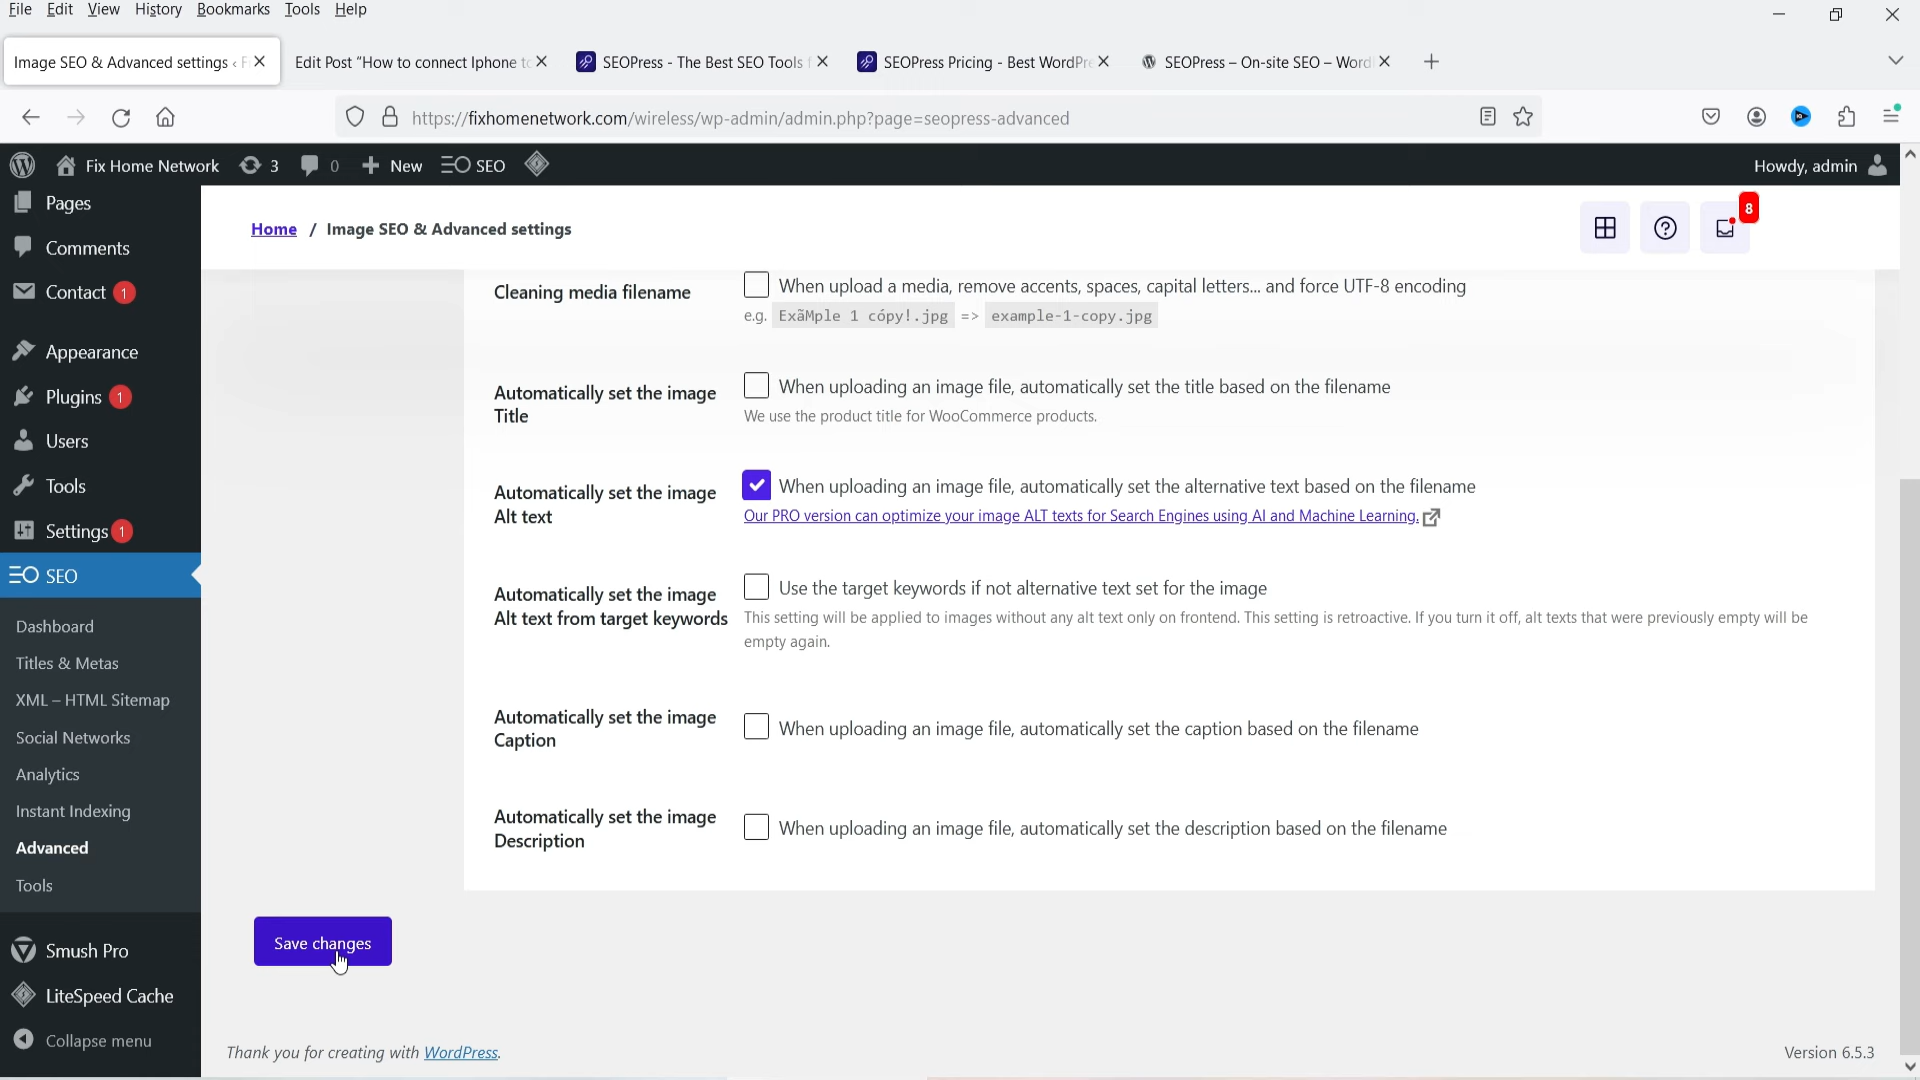 File Edit View History Bookmarks Tools Help
Image SEO & Advanced settings ‹ F
Edit Post "How to connect Iphone to
SEOPress - The Best SEO Tools f
SEOPress Pricing - Best WordPre
SEOPress – On-site SEO – Word
https://fixhomenetwork.com/wireless/wp-admin/admin.php?page=seopress-advanced
Fix Home Network 3 0 New SEO
Howdy, admin
Pages
Comments
Contact 1
Appearance
Plugins 1
Users
Tools
Settings 1
SEO
Dashboard
Titles & Metas
XML – HTML Sitemap
Social Networks
Analytics
Instant Indexing
Advanced
Tools
Smush Pro
LiteSpeed Cache
Collapse menu
Home / Image SEO & Advanced settings
8
Cleaning media filename
When upload a media, remove accents, spaces, capital letters... and force UTF-8 encoding
e.g. ExãMple 1 cópy!.jpg => example-1-copy.jpg
Automatically set the image
Title
When uploading an image file, automatically set the title based on the filename
We use the product title for WooCommerce products.
Automatically set the image
Alt text
When uploading an image file, automatically set the alternative text based on the filename
Our PRO version can optimize your image ALT texts for Search Engines using AI and Machine Learning.
Automatically set the image
Alt text from target keywords
Use the target keywords if not alternative text set for the image
This setting will be applied to images without any alt text only on frontend. This setting is retroactive. If you turn it off, alt texts that were previously empty will be
empty again.
Automatically set the image
Caption
When uploading an image file, automatically set the caption based on the filename
Automatically set the image
Description
When uploading an image file, automatically set the description based on the filename
Save changes
Thank you for creating with WordPress.
Version 6.5.3